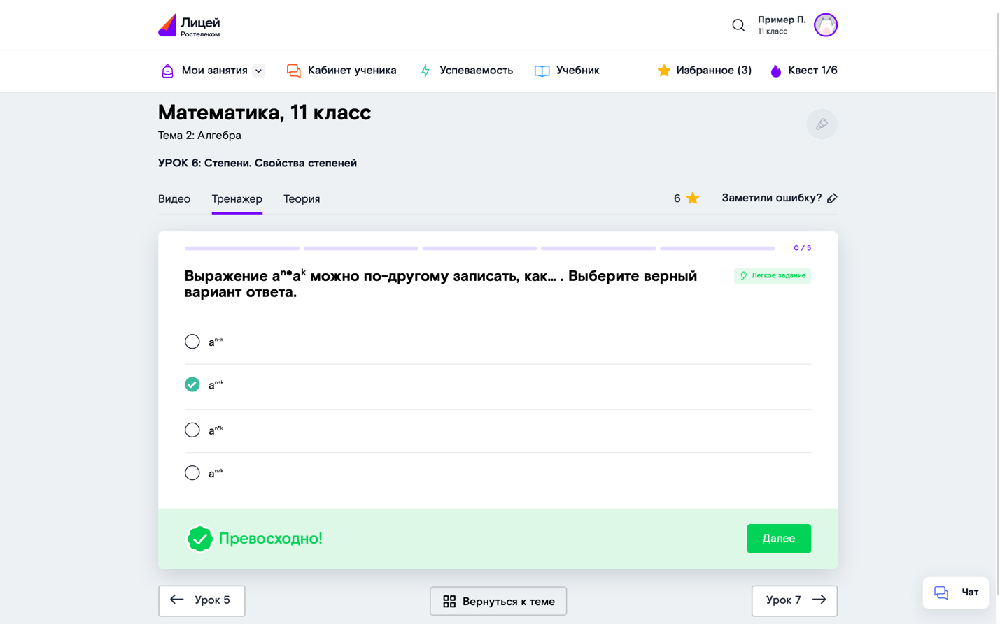 Лицей
Ростелеком
Пример П.
11 класс
Мои занятия
Кабинет ученика
Успеваемость
Учебник
Избранное (3)
Квест 1/6
Математика, 11 класс
Тема 2: Алгебра
УРОК 6: Степени. Свойства степеней
Видео
Тренажер
Теория
6
Заметили ошибку?
0 / 5
Выражение aⁿ*aᵏ можно по-другому записать, как... . Выберите верный
вариант ответа.
Легкое задание
a^n-k
a^n+k
a^n*k
a^n/k
Превосходно!
Далее
Урок 5
Вернуться к теме
Урок 7
Чат